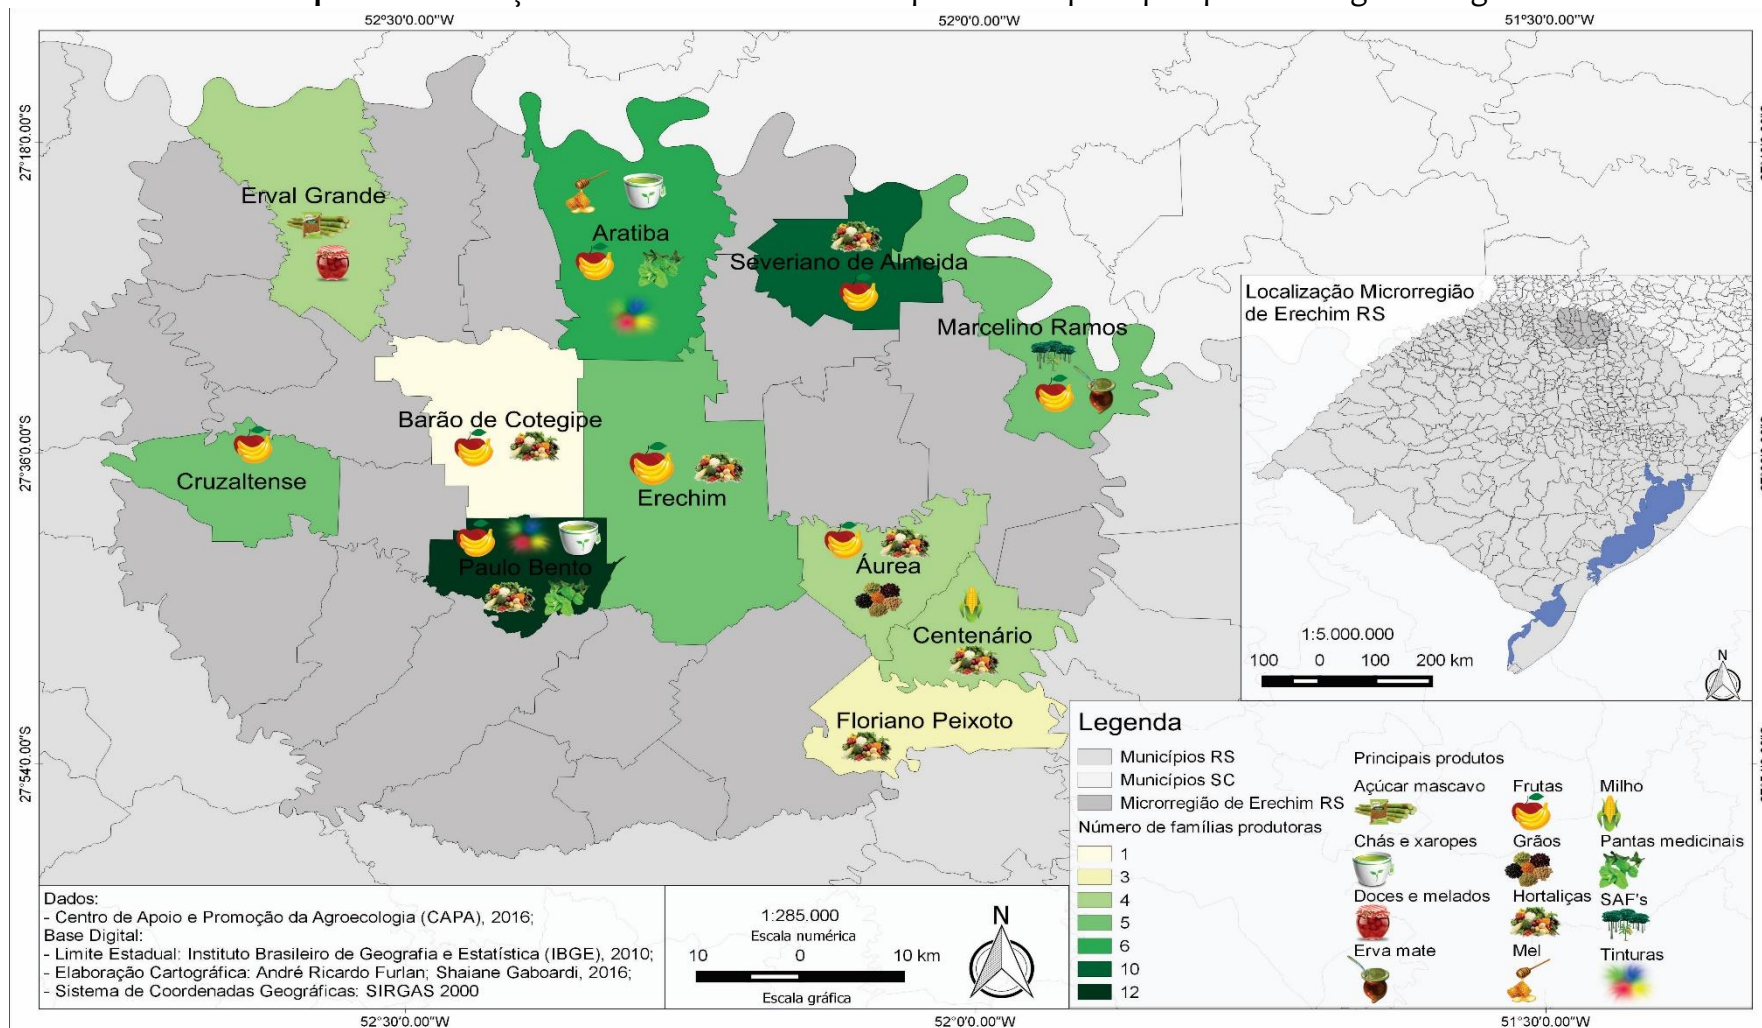 52°30'0.00"W
52°0'0.00"W
51°30'0.00"W
27°18'0.00"S
27°36'0.00"S
27°54'0.00"S
Erval Grande
Aratiba
Severiano de Almeida
Marcelino Ramos
Barão de Cotegipe
Cruzaltense
Erechim
Paulo Bento
Áurea
Centenário
Floriano Peixoto
Localização Microrregião
de Erechim RS
1:5.000.000
100 0 100 200 km
N
Legenda
Municípios RS
Municípios SC
Microrregião de Erechim RS
Número de famílias produtoras
1
3
4
5
6
10
12
Principais produtos
Açúcar mascavo Frutas Milho
Chás e xaropes Grãos Pantas medicinais
Doces e melados Hortaliças SAF's
Erva mate Mel Tinturas
Dados:
- Centro de Apoio e Promoção da Agroecologia (CAPA), 2016;
Base Digital:
- Limite Estadual: Instituto Brasileiro de Geografia e Estatística (IBGE), 2010;
- Elaboração Cartográfica: André Ricardo Furlan; Shaiane Gaboardi, 2016;
- Sistema de Coordenadas Geográficas: SIRGAS 2000
1:285.000
Escala numérica
10 0 10 km
Escala gráfica
N
52°30'0.00"W
52°0'0.00"W
51°30'0.00"W